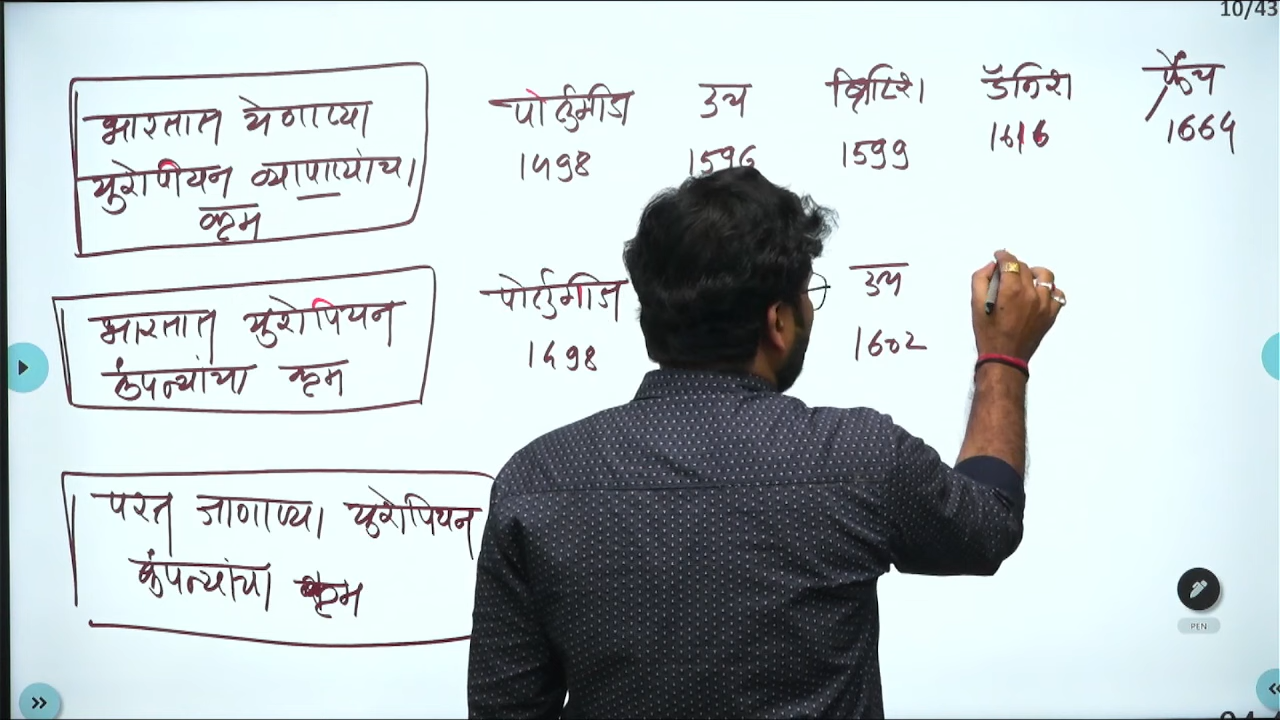 10/43
भारतात येणाऱ्या
युरोपीयन व्यापाऱ्यांचा
क्रम
पोर्तुगीज डच ब्रिटिश डॅनिश फ्रेंच
1498 1596 1599 1616 1664
भारतात युरोपियन
कंपन्यांचा क्रम
पोर्तुगीज डच
1498 1602
परत जाणाऱ्या युरोपियन
कंपन्यांचा क्रम
PEN